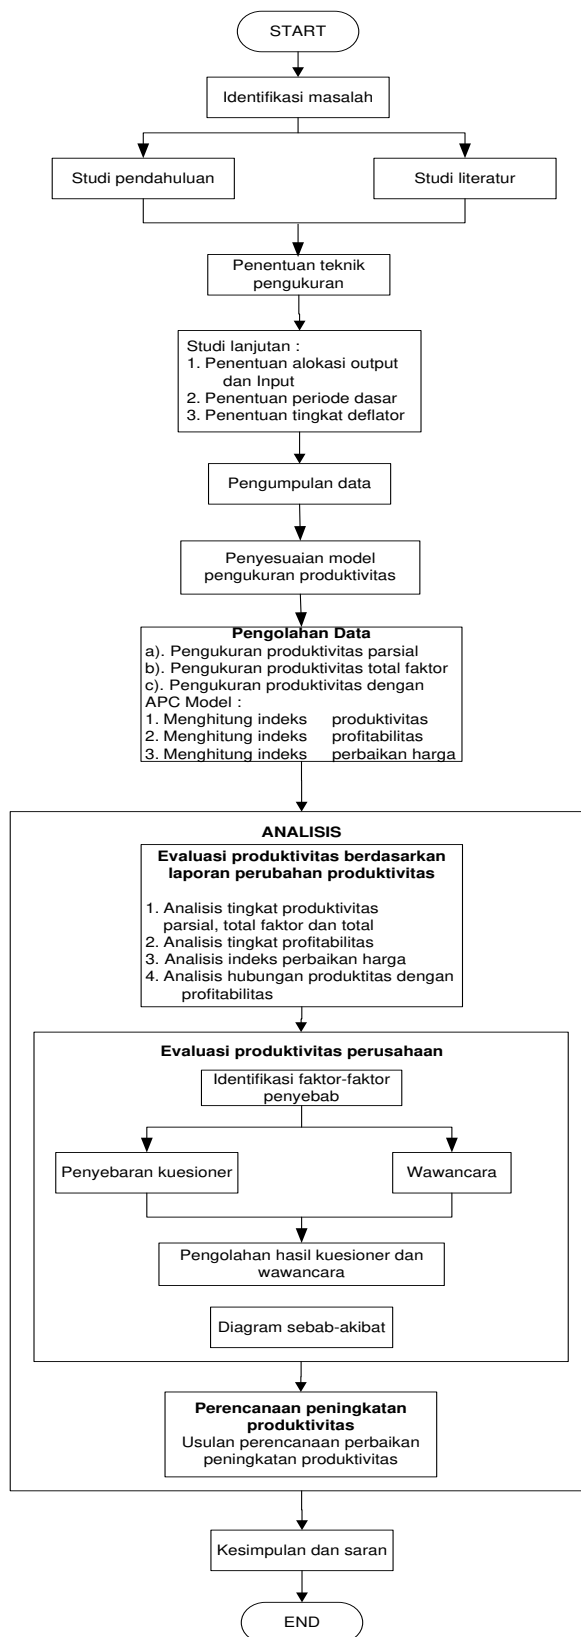 START
Identifikasi masalah
Studi pendahuluan
Studi literatur
Penentuan teknik
pengukuran
Studi lanjutan :
1. Penentuan alokasi output
dan Input
2. Penentuan periode dasar
3. Penentuan tingkat deflator
Pengumpulan data
Penyesuaian model
pengukuran produktivitas
Pengolahan Data
a). Pengukuran produktivitas parsial
b). Pengukuran produktivitas total faktor
c). Pengukuran produktivitas dengan
APC Model :
1. Menghitung indeks produktivitas
2. Menghitung indeks profitabilitas
3. Menghitung indeks perbaikan harga
ANALISIS
Evaluasi produktivitas berdasarkan
laporan perubahan produktivitas
1. Analisis tingkat produktivitas
parsial, total faktor dan total
2. Analisis tingkat profitabilitas
3. Analisis indeks perbaikan harga
4. Analisis hubungan produktitas dengan
profitabilitas
Evaluasi produktivitas perusahaan
Identifikasi faktor-faktor
penyebab
Penyebaran kuesioner
Wawancara
Pengolahan hasil kuesioner dan
wawancara
Diagram sebab-akibat
Perencanaan peningkatan
produktivitas
Usulan perencanaan perbaikan
peningkatan produktivitas
Kesimpulan dan saran
END